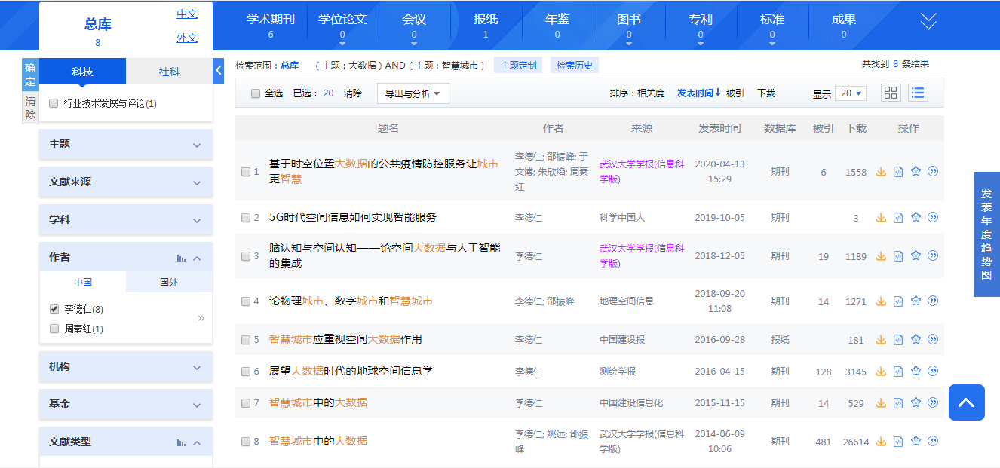 总库
8
中文
外文
学术期刊
6
学位论文
0
会议
0
报纸
1
年鉴
0
图书
0
专利
0
标准
0
成果
0
确定
清除
科技
社科
行业技术发展与评论(1)
主题
文献来源
学科
作者
中国
国外
李德仁(8)
周素红(1)
机构
基金
文献类型
检索范围：总库 （主题：大数据）AND（主题：智慧城市） 主题定制 检索历史 共找到 8 条结果
全选 已选：20 清除 导出与分析 排序：相关度 发表时间↓ 被引 下载 显示 20
题名 作者 来源 发表时间 数据库 被引 下载 操作
1 基于时空位置大数据的公共疫情防控服务让城市
更智慧
李德仁; 邵振峰; 于
文博; 朱欣焰; 周素
红
武汉大学学报(信息科
学版)
2020-04-13
15:29
期刊 6 1558
2 5G时代空间信息如何实现智能服务 李德仁 科学中国人 2019-10-05 期刊 3
3 脑认知与空间认知——论空间大数据与人工智能
的集成
李德仁
武汉大学学报(信息科
学版)
2018-12-05 期刊 19 1189
4 论物理城市、数字城市和智慧城市 李德仁; 邵振峰 地理空间信息
2018-09-20
11:08
期刊 14 1271
5 智慧城市应重视空间大数据作用 李德仁 中国建设报 2016-09-28 报纸 181
6 展望大数据时代的地球空间信息学 李德仁 测绘学报 2016-04-15 期刊 128 3145
7 智慧城市中的大数据 李德仁 中国建设信息化 2015-11-15 期刊 14 529
8 智慧城市中的大数据
李德仁; 姚远; 邵振
峰
武汉大学学报(信息科
学版)
2014-06-09
10:06
期刊 481 26614
发表年度趋势图